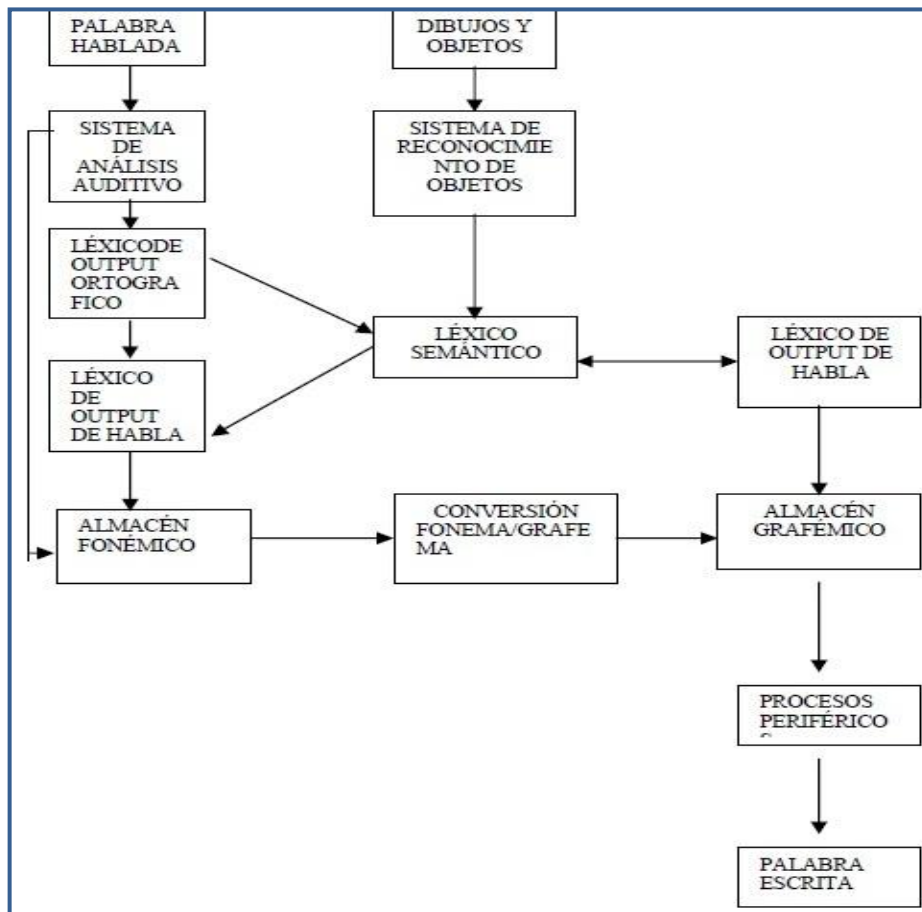 PALABRA
HABLADA
DIBUJOS Y
OBJETOS
SISTEMA
DE
ANÁLISIS
AUDITIVO
SISTEMA DE
RECONOCIMIE
NTO DE
OBJETOS
LÉXICODE
OUTPUT
ORTOGRA
FICO
LÉXICO
SEMÁNTICO
LÉXICO DE
OUTPUT DE
HABLA
LÉXICO
DE
OUTPUT
DE HABLA
ALMACÉN
FONÉMICO
CONVERSIÓN
FONEMA/GRAFE
MA
ALMACÉN
GRAFÉMICO
PROCESOS
PERIFÉRICO
PALABRA
ESCRITA